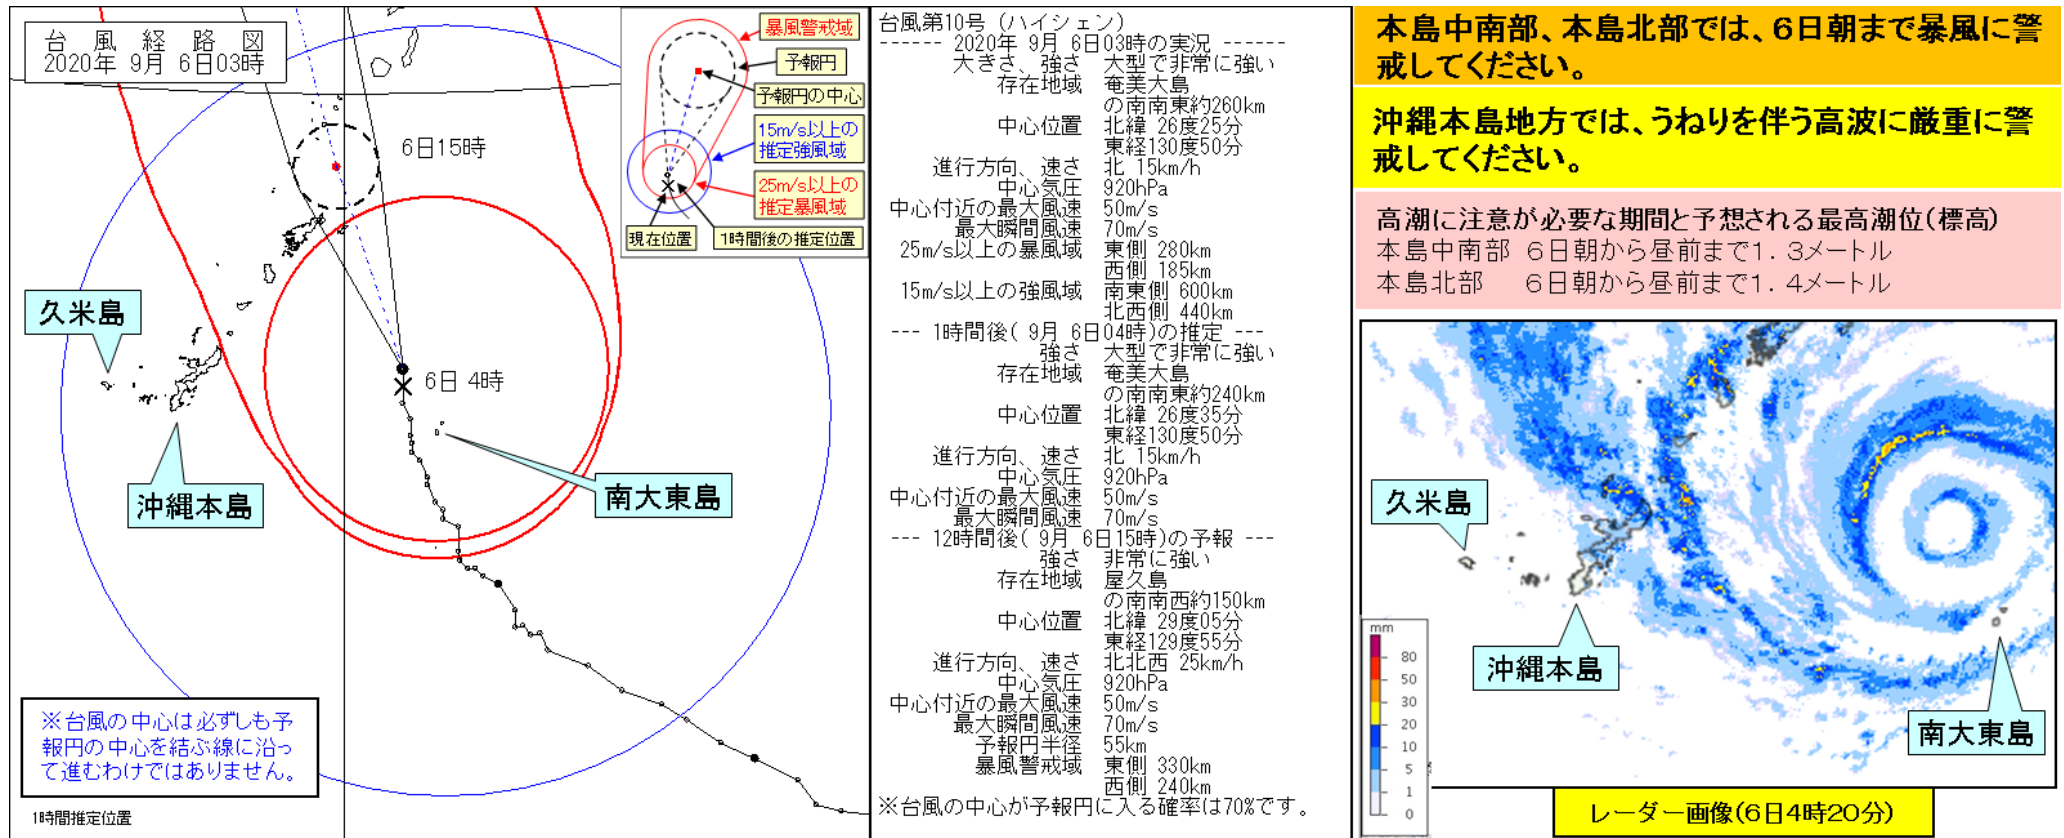 台風経路図
2020年 9月 6日03時
暴風警戒域
予報円
予報円の中心
15m/s以上の
推定強風域
25m/s以上の
推定暴風域
現在位置
1時間後の推定位置
6日15時
久米島
6日 4時
沖縄本島
南大東島
※台風の中心は必ずしも予
報円の中心を結ぶ線に沿っ
て進むわけではありません。
1時間推定位置
台風第10号 (ハイシェン)
------ 2020年 9月 6日03時の実況 ------
大きさ、強さ 大型で非常に強い
存在地域 奄美大島
の南南東約260km
中心位置 北緯 26度25分
東経130度50分
進行方向、速さ 北 15km/h
中心気圧 920hPa
中心付近の最大風速 50m/s
最大瞬間風速 70m/s
25m/s以上の暴風域 東側 280km
西側 185km
15m/s以上の強風域 南東側 600km
北西側 440km
--- 1時間後( 9月 6日04時)の推定 ---
強さ 大型で非常に強い
存在地域 奄美大島
の南南東約240km
中心位置 北緯 26度35分
東経130度50分
進行方向、速さ 北 15km/h
中心気圧 920hPa
中心付近の最大風速 50m/s
最大瞬間風速 70m/s
--- 12時間後( 9月 6日15時)の予報 ---
強さ 非常に強い
存在地域 屋久島
の南南西約150km
中心位置 北緯 29度05分
東経129度55分
進行方向、速さ 北北西 25km/h
中心気圧 920hPa
中心付近の最大風速 50m/s
最大瞬間風速 70m/s
予報円半径 55km
暴風警戒域 東側 330km
西側 240km
※台風の中心が予報円に入る確率は70%です。
本島中南部、本島北部では、6日朝まで暴風に警
戒してください。
沖縄本島地方では、うねりを伴う高波に厳重に警
戒してください。
高潮に注意が必要な期間と予想される最高潮位(標高)
本島中南部 6日朝から昼前まで1.3メートル
本島北部 6日朝から昼前まで1.4メートル
久米島
沖縄本島
南大東島
mm
80
50
30
20
10
5
1
0
レーダー画像(6日4時20分)